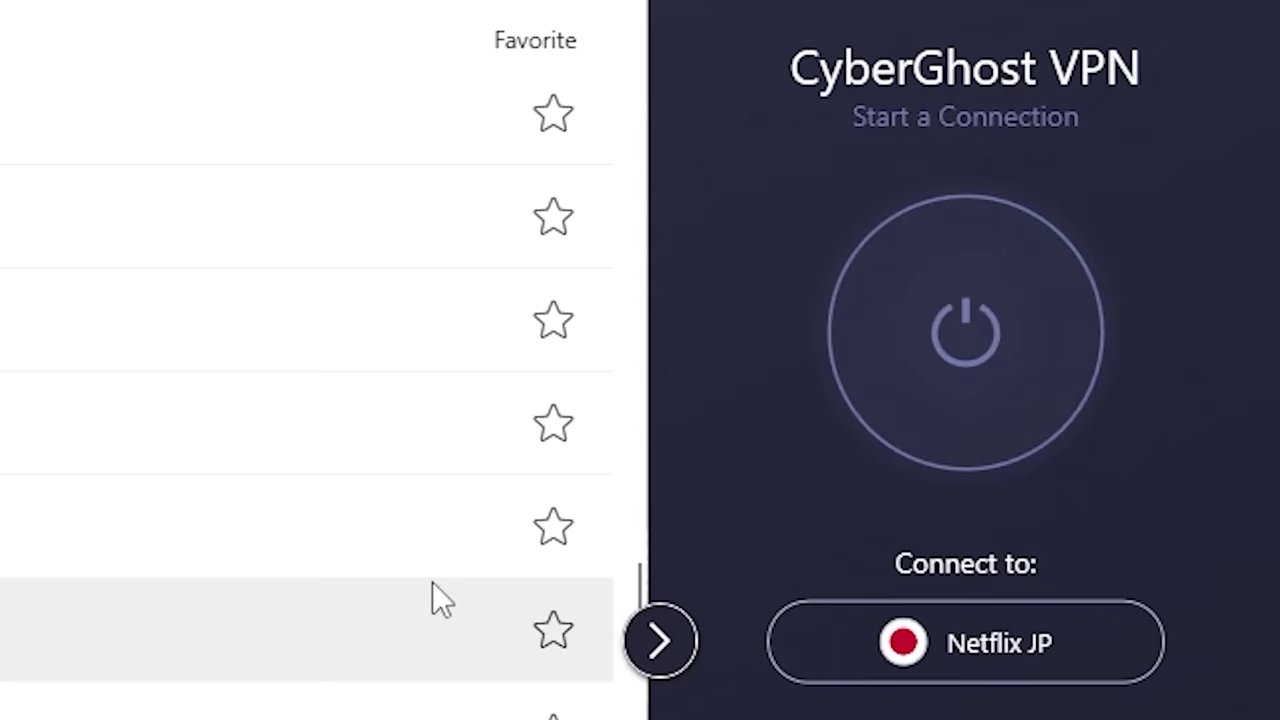 Favorite
CyberGhost VPN
Start a Connection
Connect to:
Netflix JP